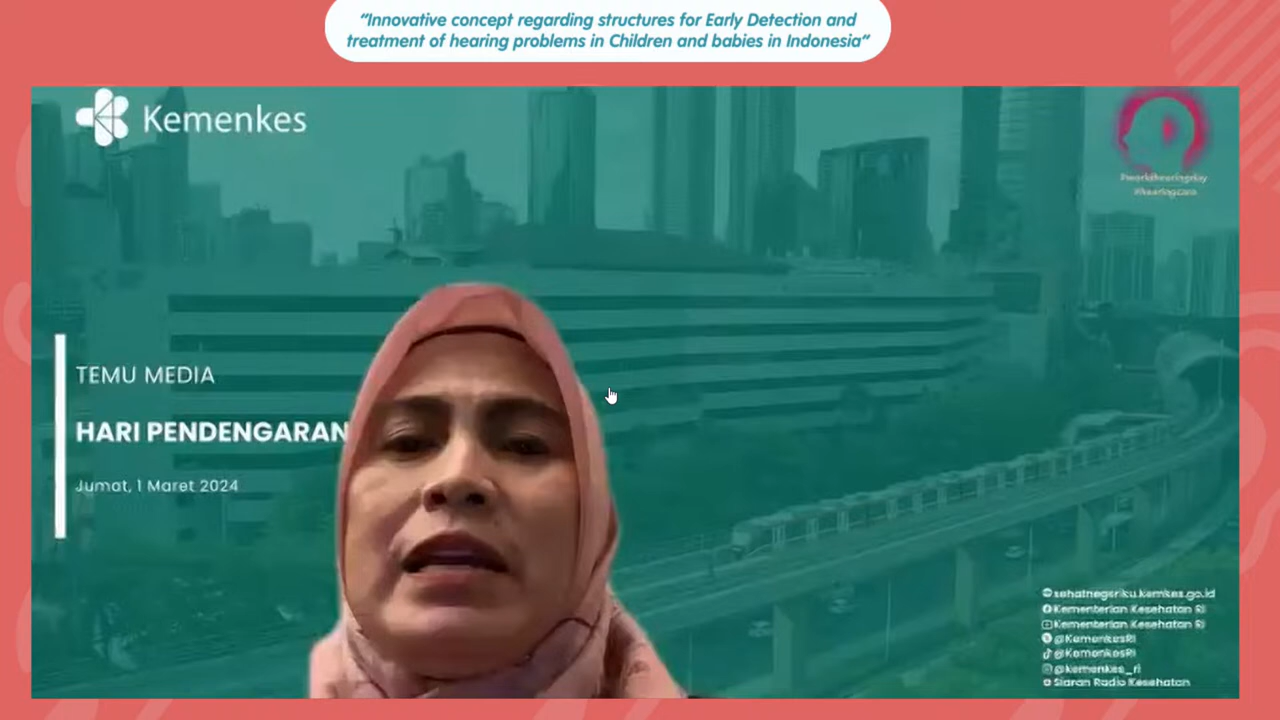 “Innovative concept regarding structures for Early Detection and
treatment of hearing problems in Children and babies in Indonesia”
Kemenkes
#worldhearingday
#hearingcare
TEMU MEDIA
HARI PENDENGARAN
Jumat, 1 Maret 2024
sehatnegeriku.kemkes.go.id
Kementerian Kesehatan RI
Kementerian Kesehatan RI
@KemenkesRI
@KemenkesRI
@kemenkes_ri
Siaran Radio Kesehatan